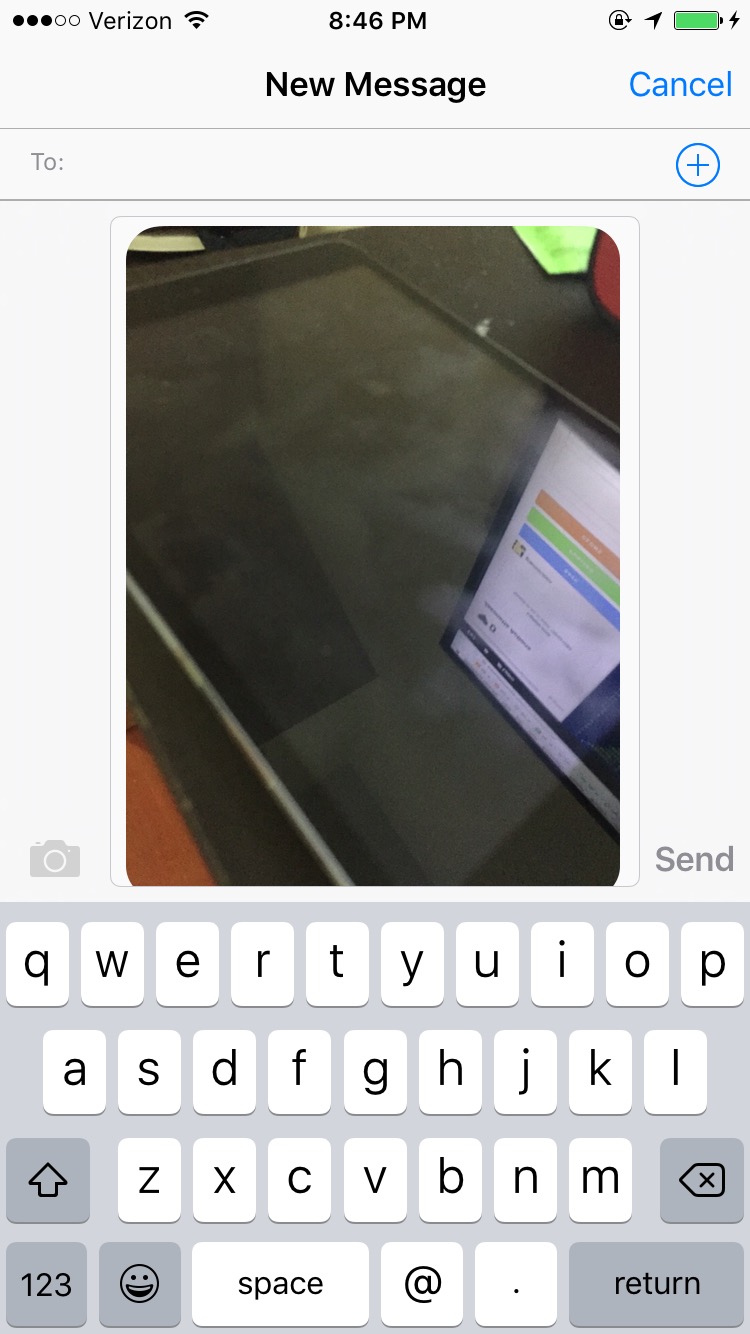 Verizon 8:46 PM
New Message Cancel
To:
Send
q w e r t y u i o p
a s d f g h j k l
z x c v b n m
123 space @ . return